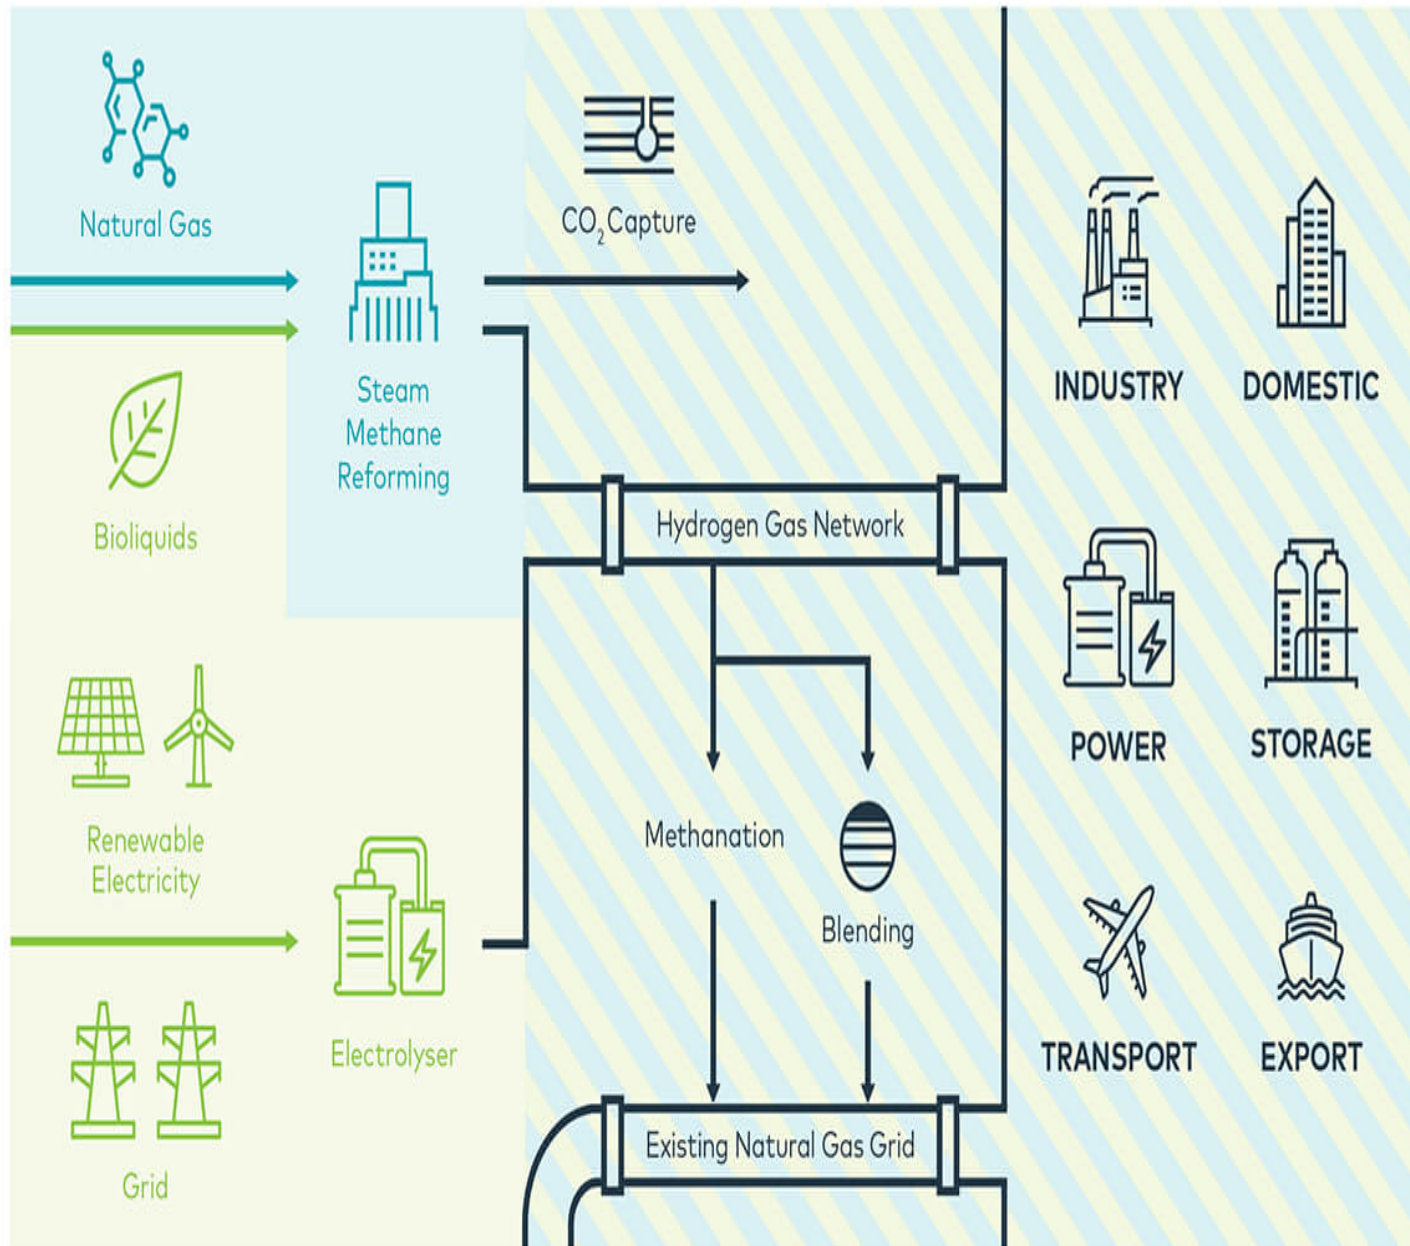 Natural Gas
CO₂ Capture
Steam
Methane
Reforming
Bioliquids
Hydrogen Gas Network
INDUSTRY
DOMESTIC
POWER
STORAGE
Renewable
Electricity
Methanation
Blending
Electrolyser
TRANSPORT
EXPORT
Existing Natural Gas Grid
Grid